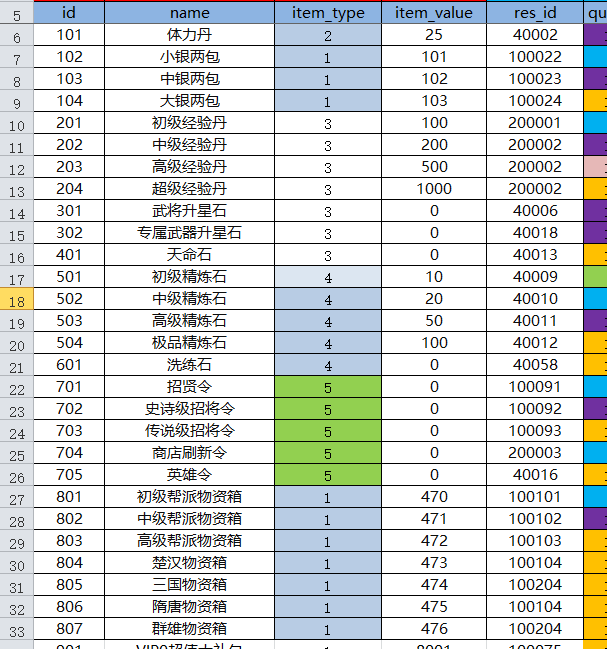 5 id name item_type item_value res_id qu
6 101 体力丹 2 25 40002
7 102 小银两包 1 101 100022
8 103 中银两包 1 102 100023
9 104 大银两包 1 103 100024
10 201 初级经验丹 3 100 200001
11 202 中级经验丹 3 200 200002
12 203 高级经验丹 3 500 200002
13 204 超级经验丹 3 1000 200002
14 301 武将升星石 3 0 40006
15 302 专属武器升星石 3 0 40018
16 401 天命石 3 0 40013
17 501 初级精炼石 4 10 40009
18 502 中级精炼石 4 20 40010
19 503 高级精炼石 4 50 40011
20 504 极品精炼石 4 100 40012
21 601 洗练石 4 0 40058
22 701 招贤令 5 0 100091
23 702 史诗级招将令 5 0 100092
24 703 传说级招将令 5 0 100093
25 704 商店刷新令 5 0 200003
26 705 英雄令 5 0 40016
27 801 初级帮派物资箱 1 470 100101
28 802 中级帮派物资箱 1 471 100102
29 803 高级帮派物资箱 1 472 100103
30 804 楚汉物资箱 1 473 100104
31 805 三国物资箱 1 474 100204
32 806 隋唐物资箱 1 475 100104
33 807 群雄物资箱 1 476 100204